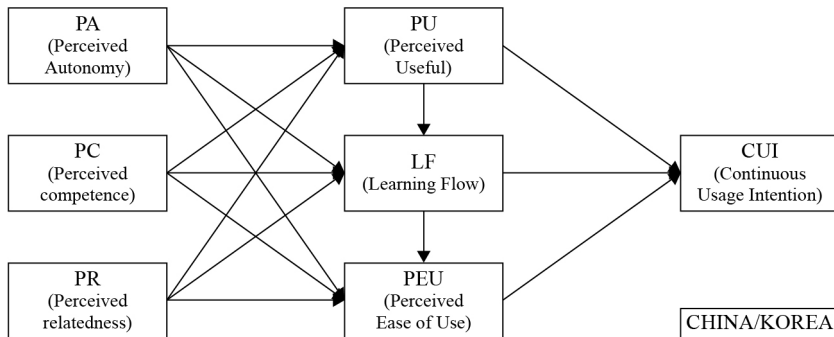 PA
(Perceived
Autonomy)
PU
(Perceived
Useful)
PC
(Perceived
competence)
LF
(Learning Flow)
CUI
(Continuous
Usage Intention)
PR
(Perceived
relatedness)
PEU
(Perceived
Ease of Use)
CHINA/KOREA